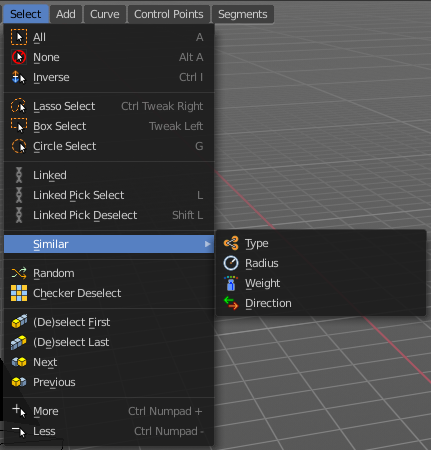 Select Add Curve Control Points Segments
All A
None Alt A
Inverse Ctrl I
Lasso Select Ctrl Tweak Right
Box Select Tweak Left
Circle Select G
Linked
Linked Pick Select L
Linked Pick Deselect Shift L
Similar
Type
Radius
Weight
Direction
Random
Checker Deselect
(De)select First
(De)select Last
Next
Previous
More Ctrl Numpad +
Less Ctrl Numpad -